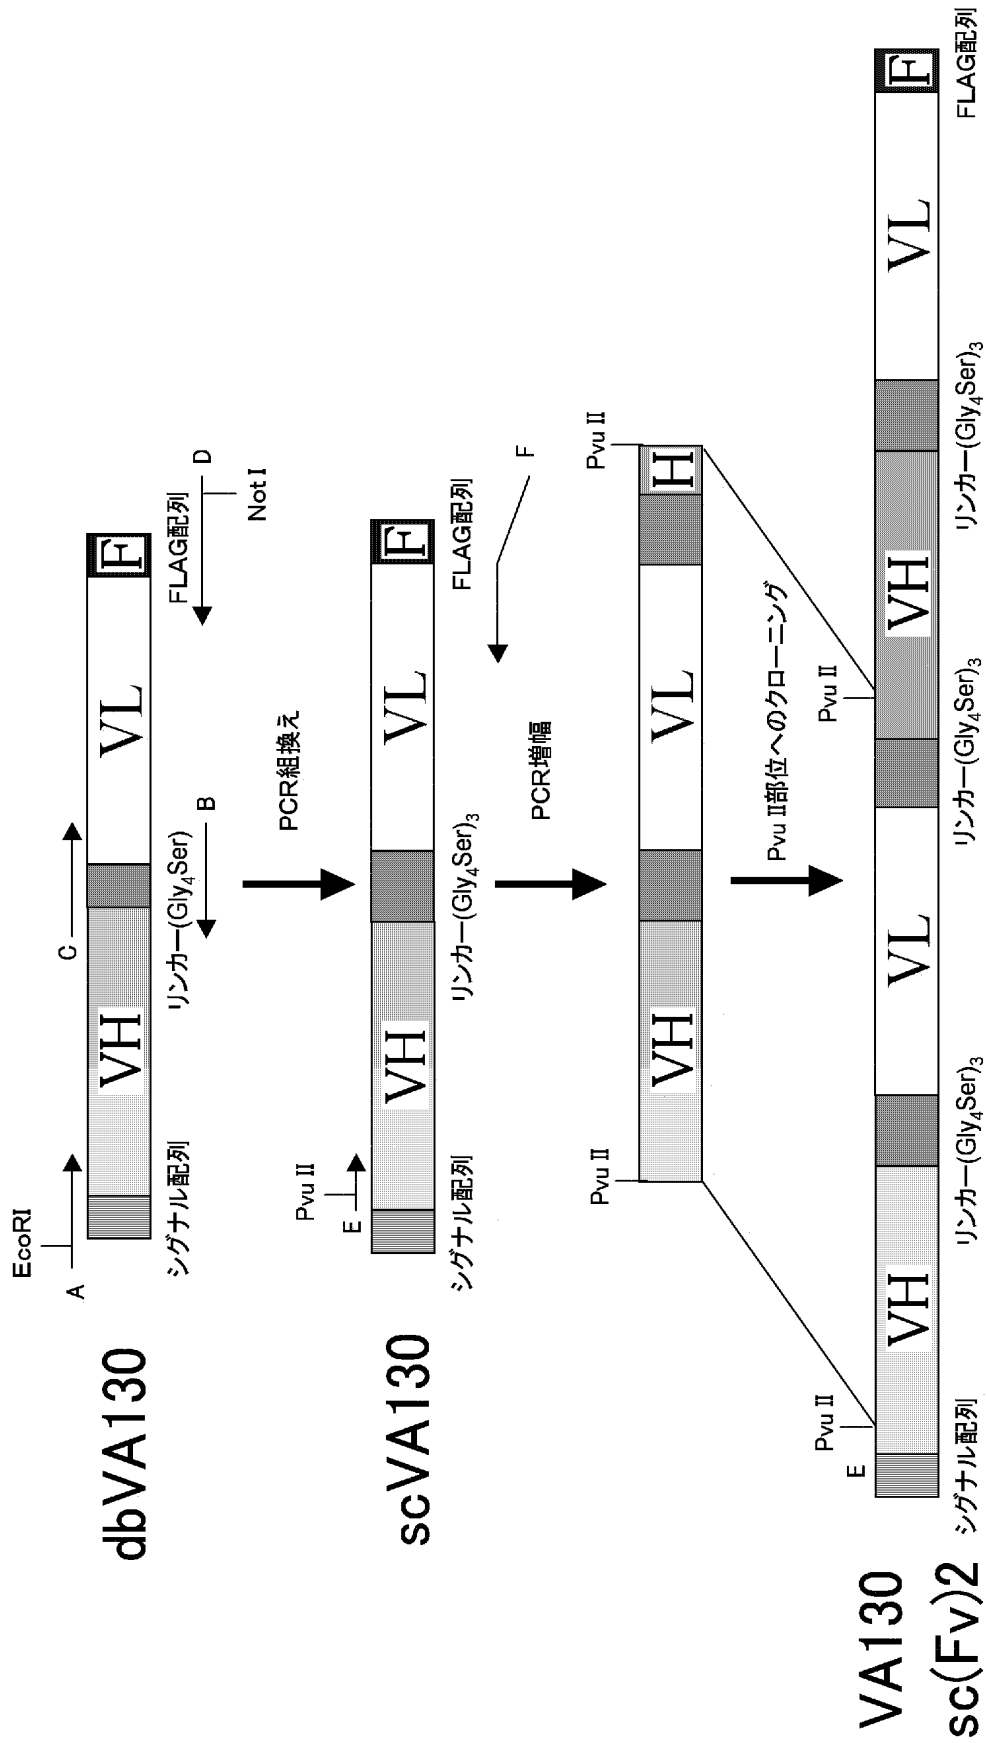 dbVA130
A
EcoRI
C
VH
VL
F
シグナル配列
リンカー(Gly₄Ser)
B
FLAG配列
D
Not I
PCR組換え
scVA130
E
Pvu II
VH
VL
F
シグナル配列
リンカー(Gly₄Ser)₃
FLAG配列
F
PCR増幅
Pvu II
Pvu II
VH
VL
H
Pvu II部位へのクローニング
VA130
sc(Fv)2
E
Pvu II
Pvu II
VH
VL
VH
VL
F
シグナル配列
リンカー(Gly₄Ser)₃
リンカー(Gly₄Ser)₃
リンカー(Gly₄Ser)₃
FLAG配列